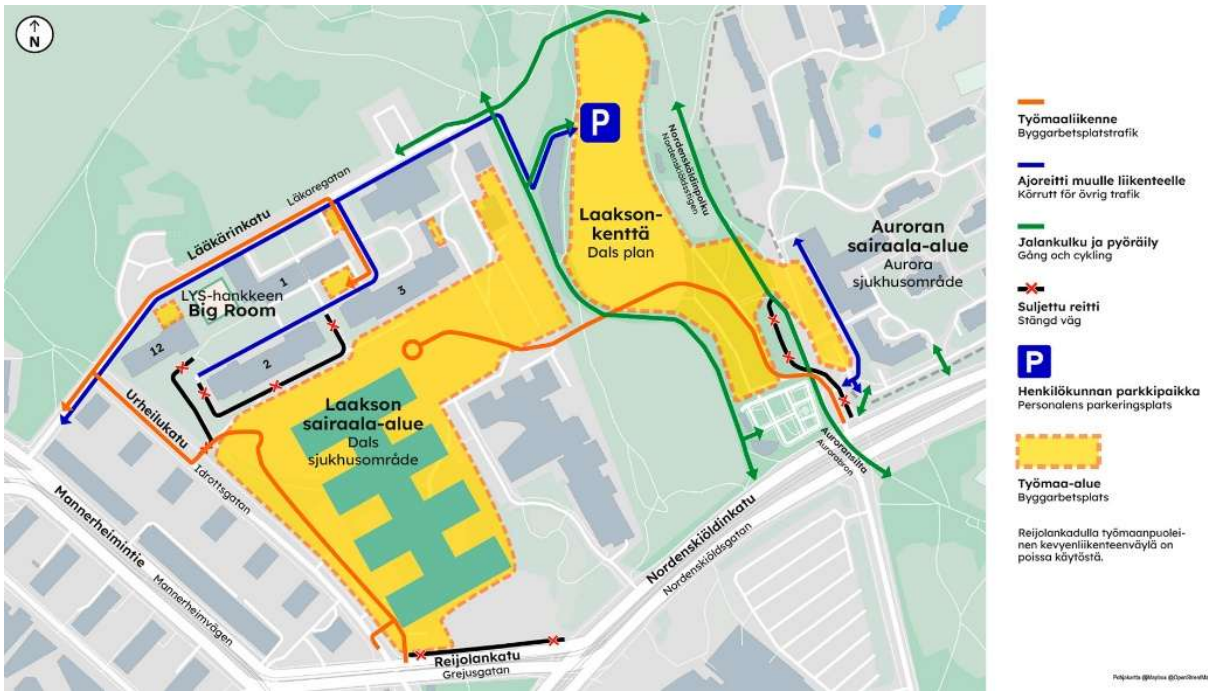 N
P
Nordenskiöldinpolku
Nordenskiöldsstigen
Läkaregatan
Lääkärinkatu
Laakson-
kenttä
Dals plan
Auroran
sairaala-alue
Aurora
sjukhusområde
LYS-hankkeen
Big Room
1
3
12
2
Laakson
sairaala-alue
Dals
sjukhusområde
Urheilukatu
Idrottsgatan
Mannerheimintie
Mannerheimvägen
Auroransilta
Aurorabron
Nordenskiöldinkatu
Nordenskiöldsgatan
Reijolankatu
Grejusgatan
Työmaaliikenne
Byggarbetsplatstrafik
Ajoreitti muulle liikenteelle
Körrutt för övrig trafik
Jalankulku ja pyöräily
Gång och cykling
Suljettu reitti
Stängd väg
P
Henkilökunnan parkkipaikka
Personalens parkeringsplats
Työmaa-alue
Byggarbetsplats
Reijolankadulla työmaanpuolei-
nen kevyenliikenteenväylä on
poissa käytöstä.